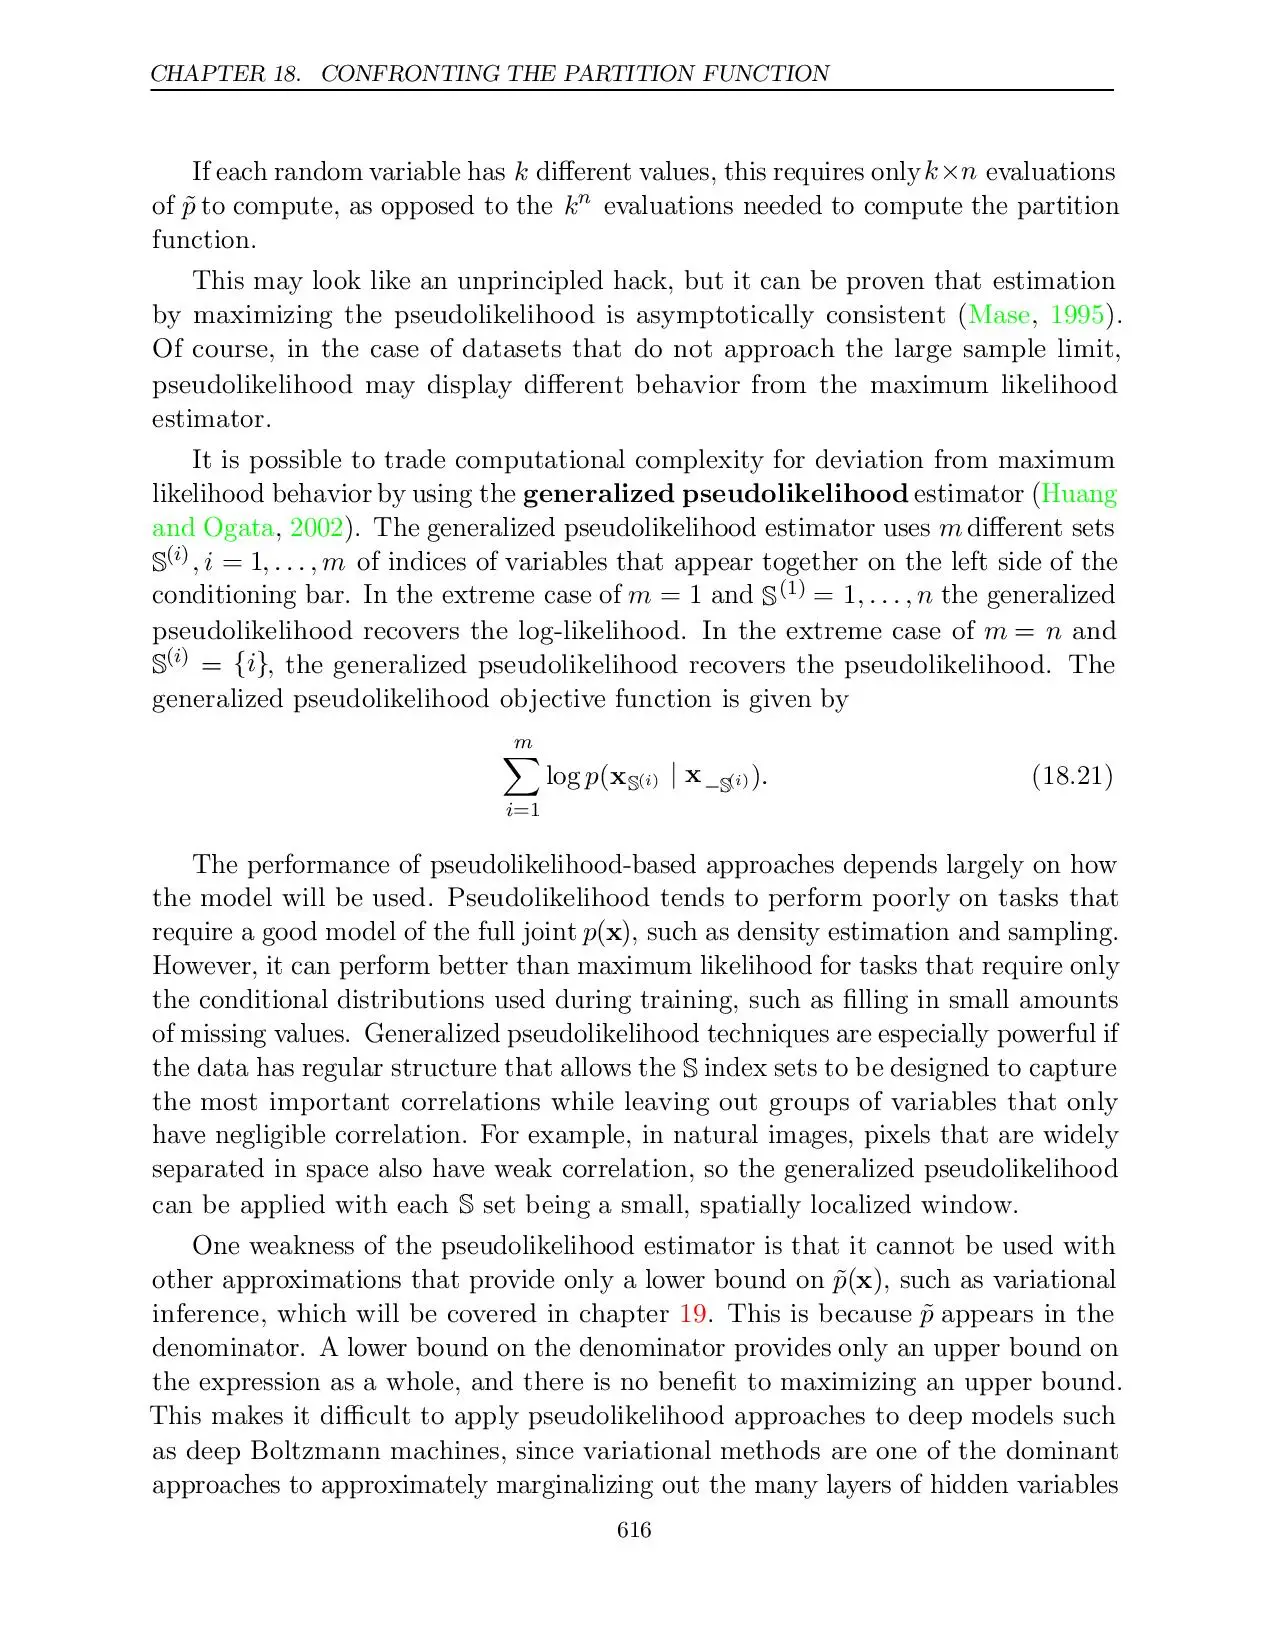 CHAPTER 18. CONFRONTING THE PARTITION FUNCTION
If each random variable has k different values, this requires only k×n evaluations
of p̃ to compute, as opposed to the kⁿ evaluations needed to compute the partition
function.
This may look like an unprincipled hack, but it can be proven that estimation
by maximizing the pseudolikelihood is asymptotically consistent (Mase, 1995).
Of course, in the case of datasets that do not approach the large sample limit,
pseudolikelihood may display different behavior from the maximum likelihood
estimator.
It is possible to trade computational complexity for deviation from maximum
likelihood behavior by using the generalized pseudolikelihood estimator (Huang
and Ogata, 2002). The generalized pseudolikelihood estimator uses m different sets
𝕊⁽ⁱ⁾, i = 1, . . . , m of indices of variables that appear together on the left side of the
conditioning bar. In the extreme case of m = 1 and 𝕊⁽¹⁾ = 1, . . . , n the generalized
pseudolikelihood recovers the log-likelihood. In the extreme case of m = n and
𝕊⁽ⁱ⁾ = {i}, the generalized pseudolikelihood recovers the pseudolikelihood. The
generalized pseudolikelihood objective function is given by
m
∑ log p(x_𝕊⁽ⁱ⁾ | x_−𝕊⁽ⁱ⁾). (18.21)
i=1
The performance of pseudolikelihood-based approaches depends largely on how
the model will be used. Pseudolikelihood tends to perform poorly on tasks that
require a good model of the full joint p(x), such as density estimation and sampling.
However, it can perform better than maximum likelihood for tasks that require only
the conditional distributions used during training, such as filling in small amounts
of missing values. Generalized pseudolikelihood techniques are especially powerful if
the data has regular structure that allows the 𝕊 index sets to be designed to capture
the most important correlations while leaving out groups of variables that only
have negligible correlation. For example, in natural images, pixels that are widely
separated in space also have weak correlation, so the generalized pseudolikelihood
can be applied with each 𝕊 set being a small, spatially localized window.
One weakness of the pseudolikelihood estimator is that it cannot be used with
other approximations that provide only a lower bound on p̃(x), such as variational
inference, which will be covered in chapter 19. This is because p̃ appears in the
denominator. A lower bound on the denominator provides only an upper bound on
the expression as a whole, and there is no benefit to maximizing an upper bound.
This makes it difficult to apply pseudolikelihood approaches to deep models such
as deep Boltzmann machines, since variational methods are one of the dominant
approaches to approximately marginalizing out the many layers of hidden variables
616